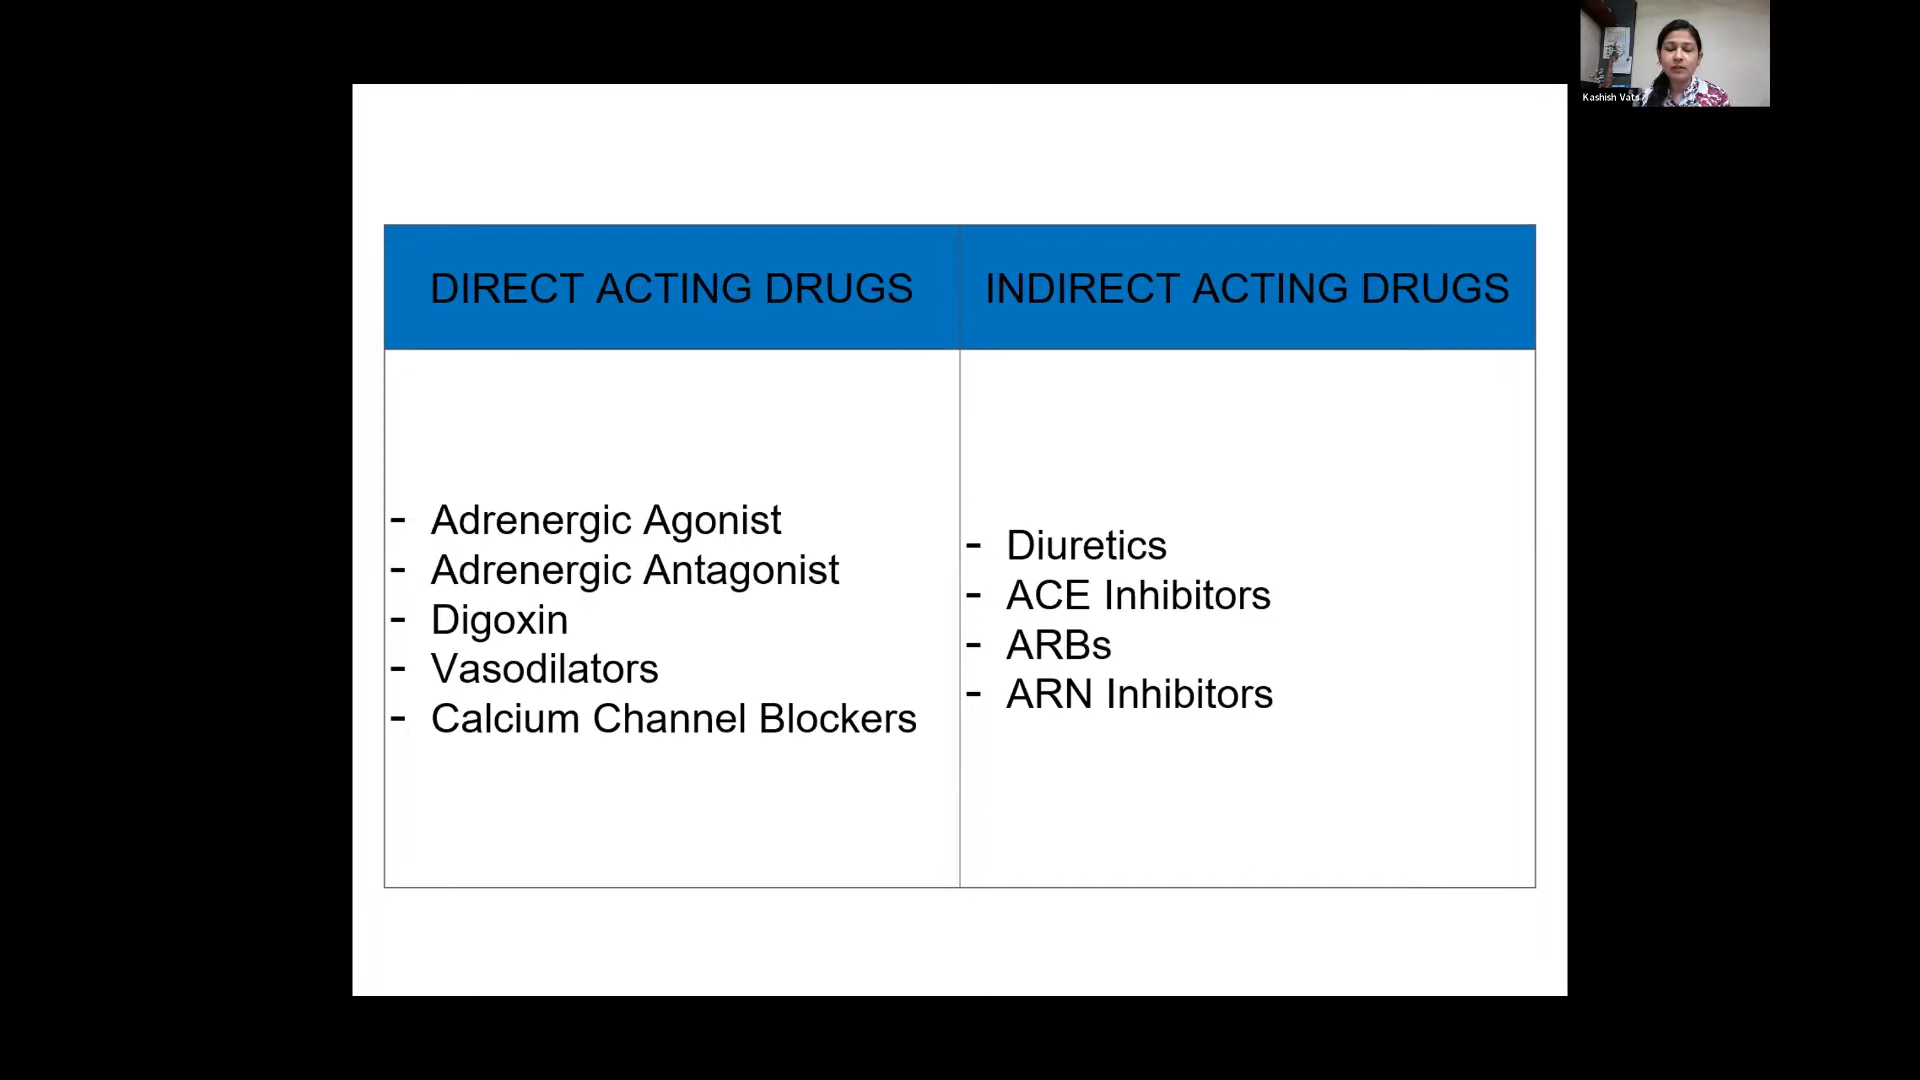 Kashish Vats
DIRECT ACTING DRUGS
INDIRECT ACTING DRUGS
- Adrenergic Agonist
- Adrenergic Antagonist
- Digoxin
- Vasodilators
- Calcium Channel Blockers
- Diuretics
- ACE Inhibitors
- ARBs
- ARN Inhibitors